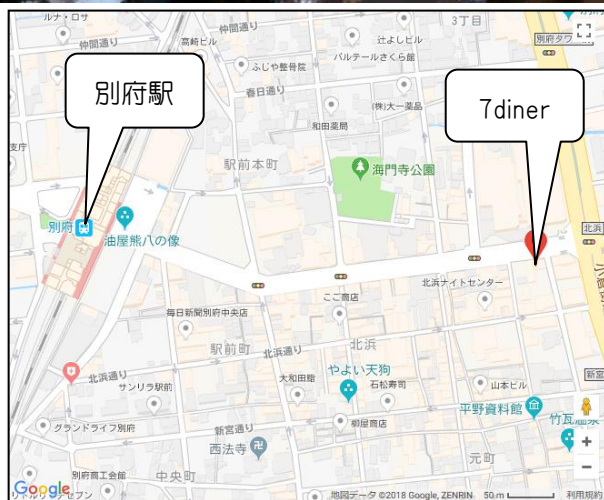 ルナ・ロサ
仲間通り
高崎ビル
仲間通り
3丁目
別府タワー
辻よしビル
パルテールさくら館
ふじや整骨院
春日通り
(株)大一薬品
和田薬局
別府駅
7diner
支庁
駅前本町
海門寺公園
別府
油屋熊八の像
北浜
北浜ナイトセンター
ここ商店
毎日新聞別府中央店
駅前町
北浜通り
北浜
北浜通り
サンリラ駅前
大和田鮨
やよい天狗
石松寿司
山本ビル
新宮
平野資料館
竹瓦温泉
グランドライフ別府
新宮通り
西法寺
柳屋商店
別府商工会館
中央町
元町
Google
セブン
地図データ ©2018 Google, ZENRIN
50 m
利用規約